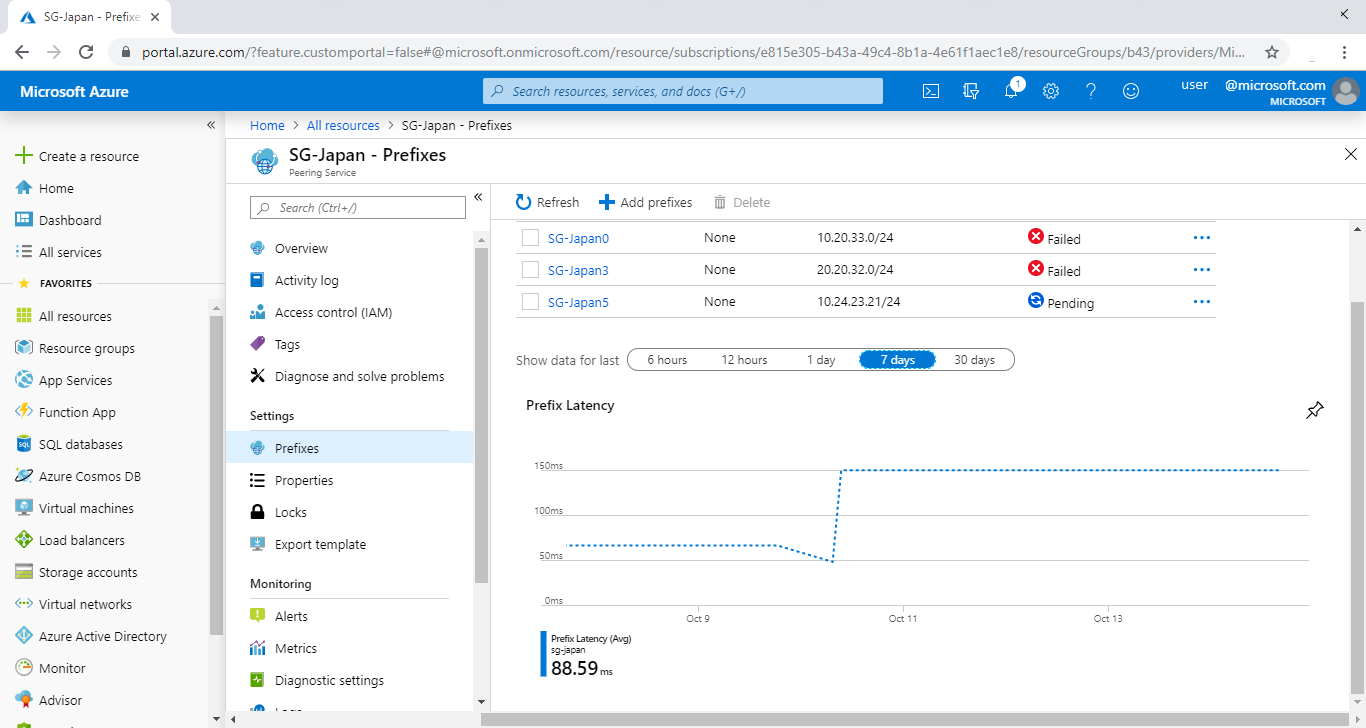 SG-Japan - Prefixe
portal.azure.com/?feature.customportal=false#@microsoft.onmicrosoft.com/resource/subscriptions/e815e305-b43a-49c4-8b1a-4e61f1aec1e8/resourceGroups/b43/providers/Mi...
Microsoft Azure
Search resources, services, and docs (G+/)
1
user @microsoft.com
MICROSOFT
Home > All resources > SG-Japan - Prefixes
SG-Japan - Prefixes
Peering Service
Create a resource
Home
Dashboard
All services
FAVORITES
All resources
Resource groups
App Services
Function App
SQL databases
Azure Cosmos DB
Virtual machines
Load balancers
Storage accounts
Virtual networks
Azure Active Directory
Monitor
Advisor
Search (Ctrl+/)
Overview
Activity log
Access control (IAM)
Tags
Diagnose and solve problems
Settings
Prefixes
Properties
Locks
Export template
Monitoring
Alerts
Metrics
Diagnostic settings
Refresh Add prefixes Delete
SG-Japan0 None 10.20.33.0/24 Failed ...
SG-Japan3 None 20.20.32.0/24 Failed ...
SG-Japan5 None 10.24.23.21/24 Pending ...
Show data for last 6 hours 12 hours 1 day 7 days 30 days
Prefix Latency
150ms
100ms
50ms
0ms
Oct 9 Oct 11 Oct 13
Prefix Latency (Avg)
sg-japan
88.59 ms